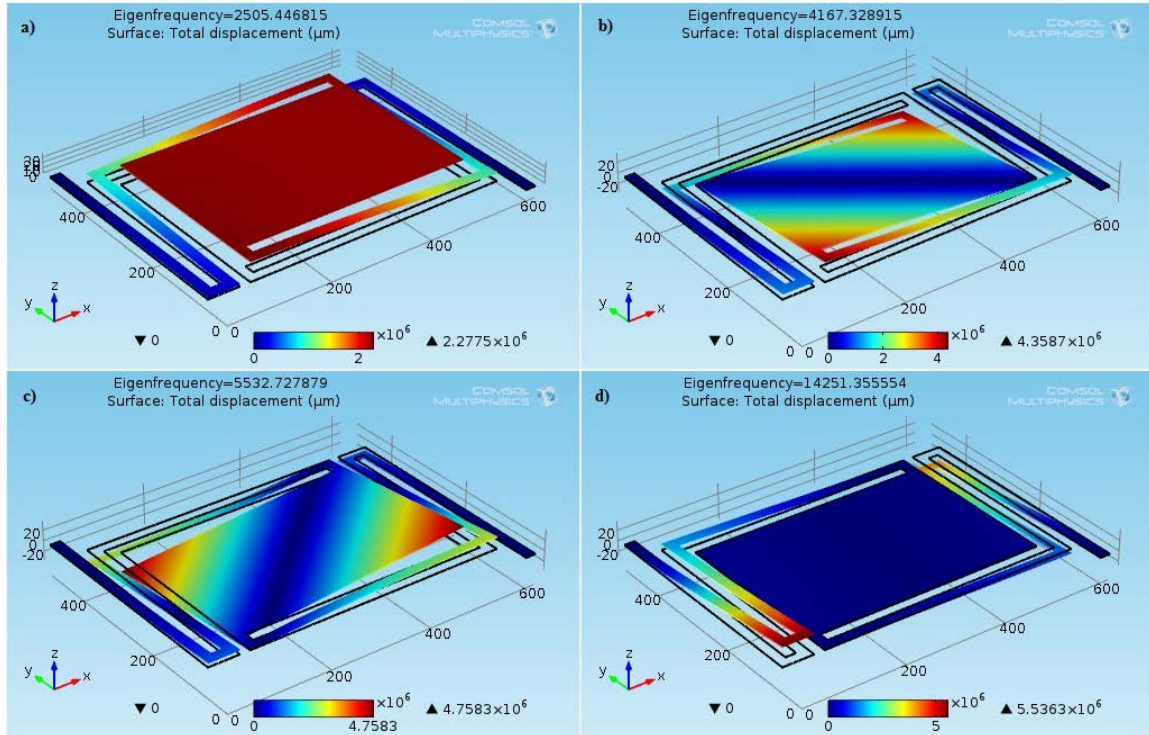 a)
Eigenfrequency=2505.446815
Surface: Total displacement (μm)
COMSOL
MULTIPHYSICS
20
0
400
200
0
0
200
400
600
y z x
▼ 0
0
2
×10⁶
▲ 2.2775×10⁶
b)
Eigenfrequency=4167.328915
Surface: Total displacement (μm)
COMSOL
MULTIPHYSICS
20
0
-20
400
200
0
0
200
400
600
y z x
▼ 0
0
2
4
×10⁶
▲ 4.3587×10⁶
c)
Eigenfrequency=5532.727879
Surface: Total displacement (μm)
COMSOL
MULTIPHYSICS
20
0
-20
400
200
0
0
200
400
600
y z x
▼ 0
0
4.7583
×10⁶
▲ 4.7583×10⁶
d)
Eigenfrequency=14251.355554
Surface: Total displacement (μm)
COMSOL
MULTIPHYSICS
20
0
-20
400
200
0
0
200
400
600
y z x
▼ 0
0
5
×10⁶
▲ 5.5363×10⁶